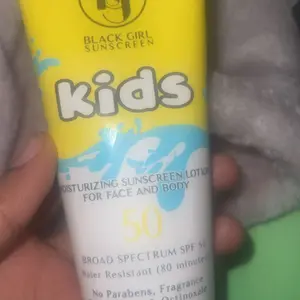 BLACK GIRL
SUNSCREEN
kids
MOISTURIZING SUNSCREEN LOTION
FOR FACE AND BODY
50
BROAD SPECTRUM SPF 50
Water Resistant (80 minutes)
No Parabens, Fragrance